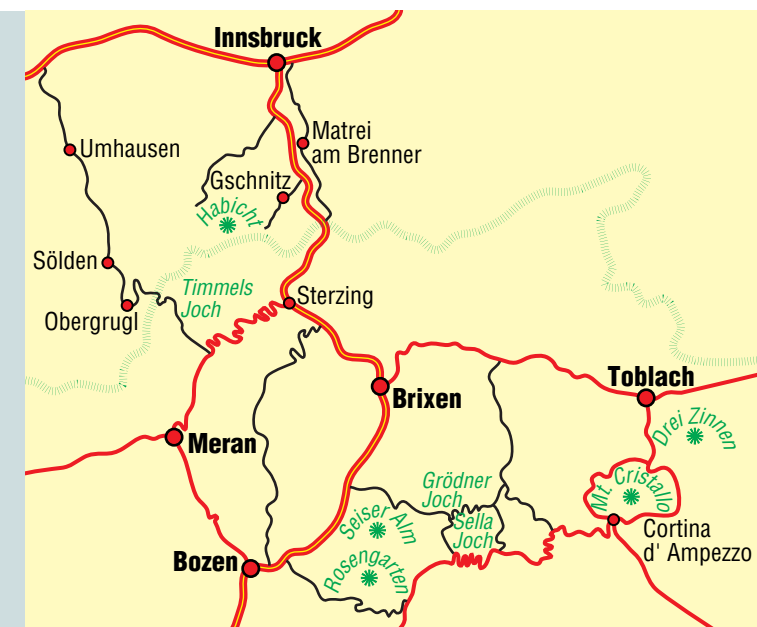 Innsbruck
Matrei
am Brenner
Umhausen
Gschnitz
Habicht
Sölden
Timmels
Joch
Sterzing
Obergrugl
Toblach
Brixen
Drei Zinnen
Meran
Grödner
Joch
Mt. Cristallo
Seiser Alm
Sella
Joch
Cortina
d' Ampezzo
Bozen
Rosengarten